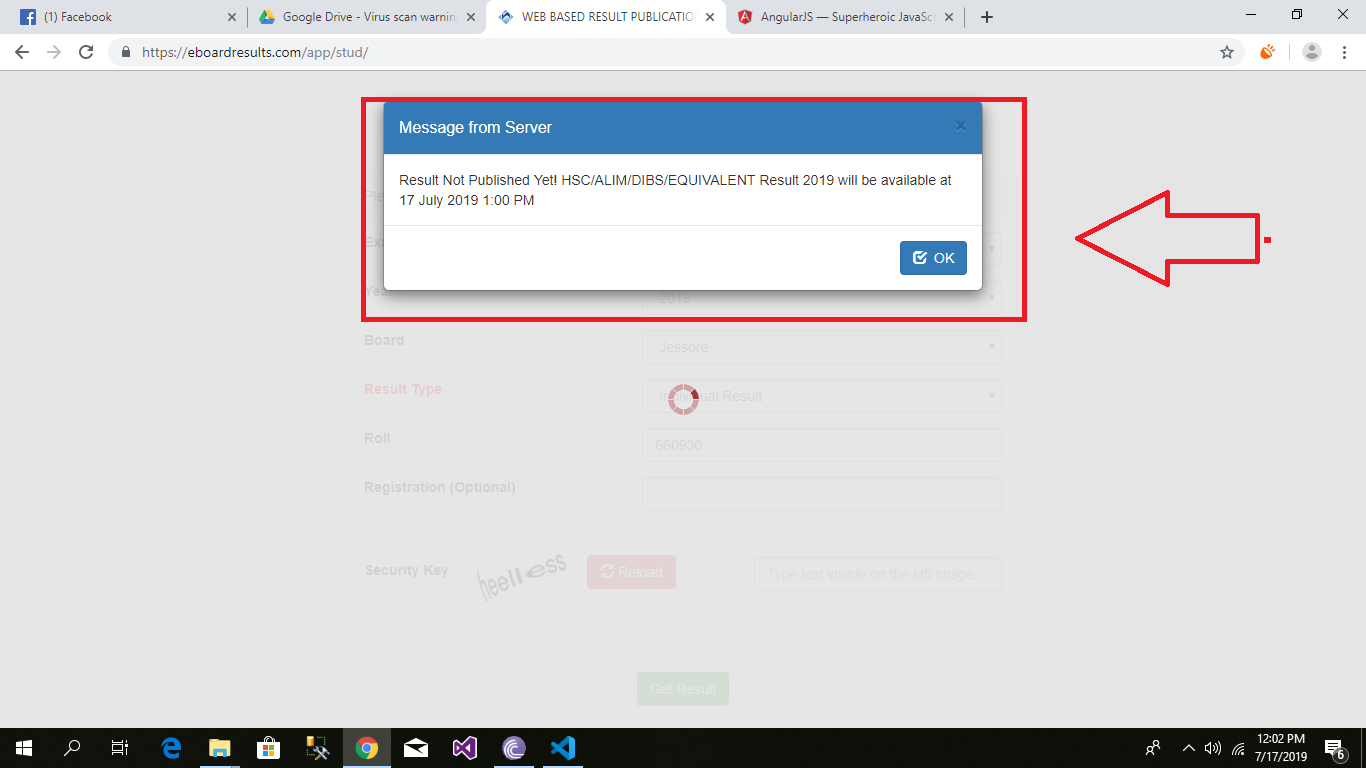 (1) Facebook
Google Drive - Virus scan warnin
WEB BASED RESULT PUBLICATIO
AngularJS — Superheroic JavaSc
https://eboardresults.com/app/stud/
Message from Server
×
Result Not Published Yet! HSC/ALIM/DIBS/EQUIVALENT Result 2019 will be available at
17 July 2019 1:00 PM
OK
Year 2019
Board Jessore
Result Type Individual Result
Roll 660930
Registration (Optional)
Security Key heelless Reload Type text visible on the left image
Get Result
12:02 PM
7/17/2019
6